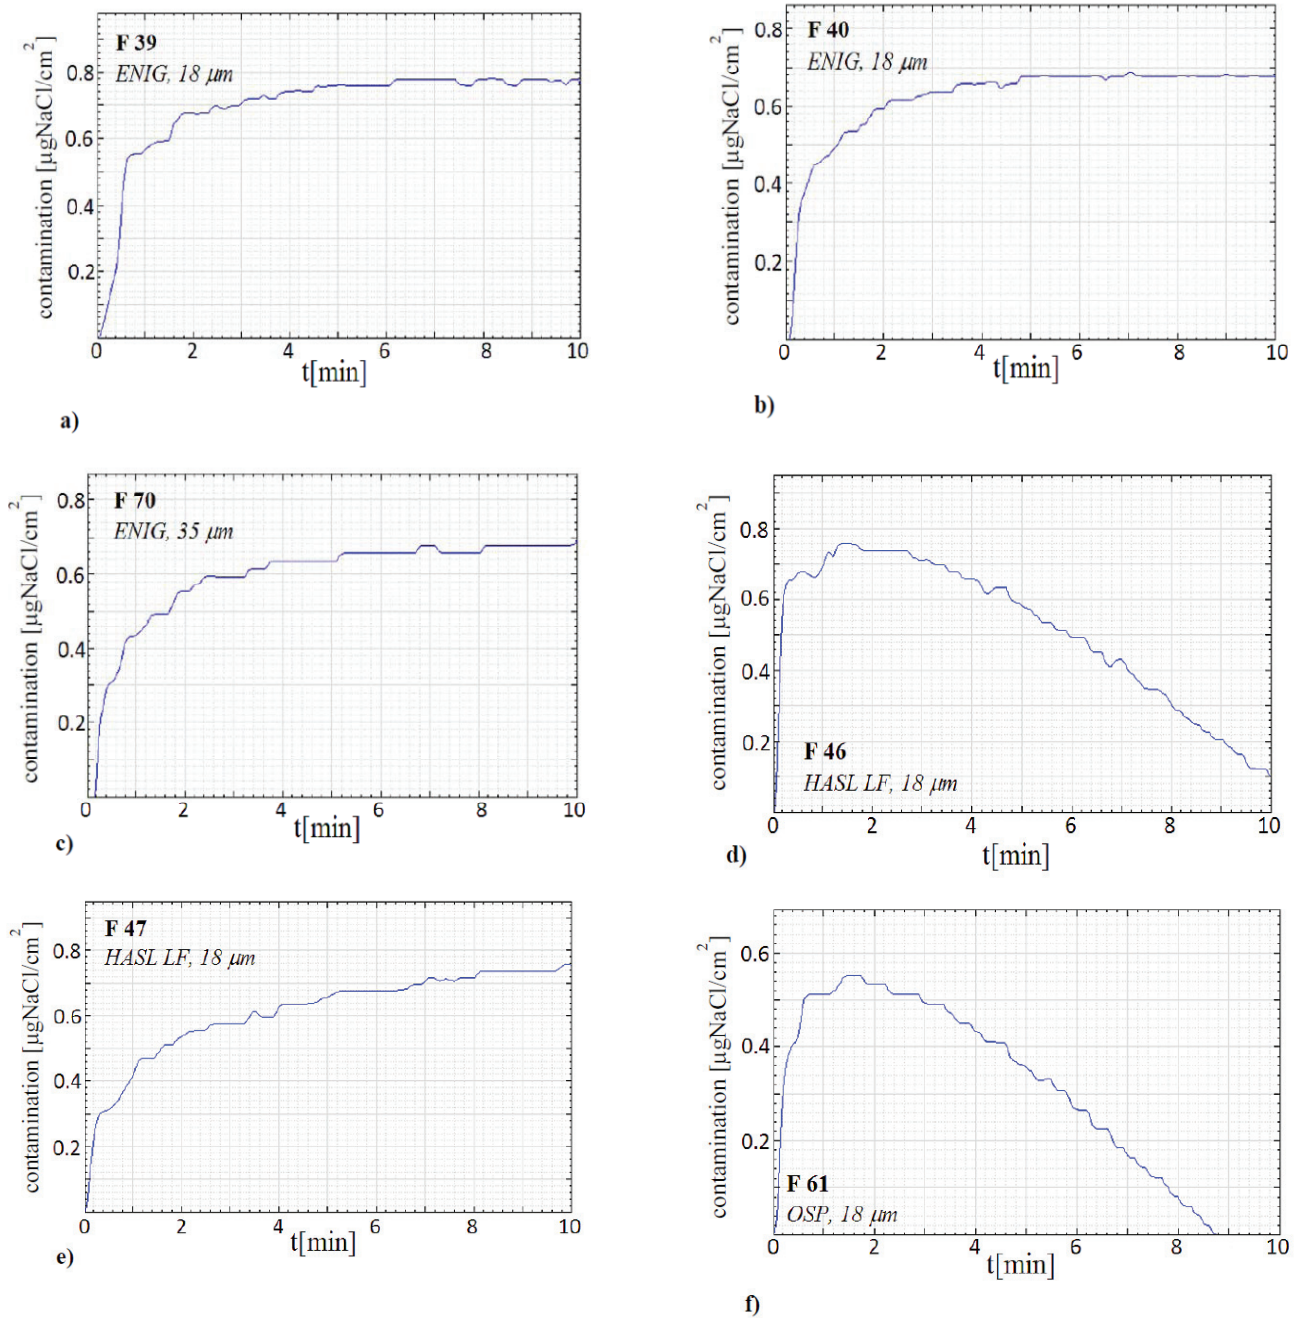 F 39
ENIG, 18 µm
contamination [µgNaCl/cm²]
0.8
0.6
0.4
0.2
0 2 4 6 8 10
t[min]
a)
F 40
ENIG, 18 µm
contamination [µgNaCl/cm²]
0.8
0.6
0.4
0.2
0 2 4 6 8 10
t[min]
b)
F 70
ENIG, 35 µm
contamination [µgNaCl/cm²]
0.8
0.6
0.4
0.2
0 2 4 6 8 10
t[min]
c)
F 46
HASL LF, 18 µm
contamination [µgNaCl/cm²]
0.8
0.6
0.4
0.2
0 2 4 6 8 10
t[min]
d)
F 47
HASL LF, 18 µm
contamination [µgNaCl/cm²]
0.8
0.6
0.4
0.2
0 2 4 6 8 10
t[min]
e)
F 61
OSP, 18 µm
contamination [µgNaCl/cm²]
0.6
0.4
0.2
0 2 4 6 8 10
t[min]
f)